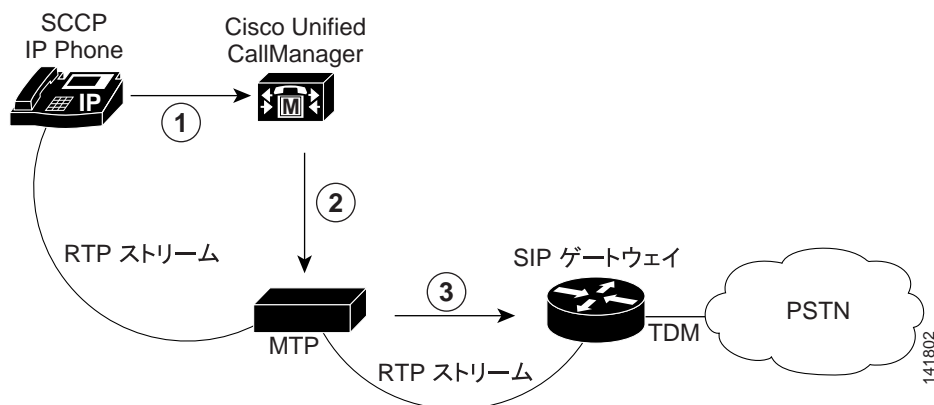 SCCP
IP Phone
Cisco Unified
CallManager
IP
M
1
2
RTP ストリーム
3
SIP ゲートウェイ
MTP
TDM
PSTN
RTP ストリーム
141802